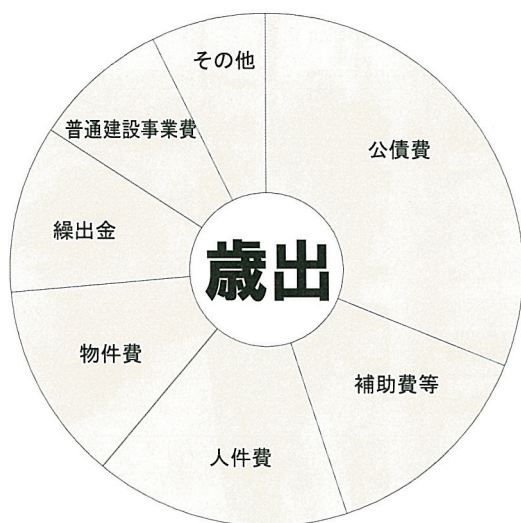 その他
公債費
普通建設事業費
繰出金
歳出
物件費
補助費等
人件費